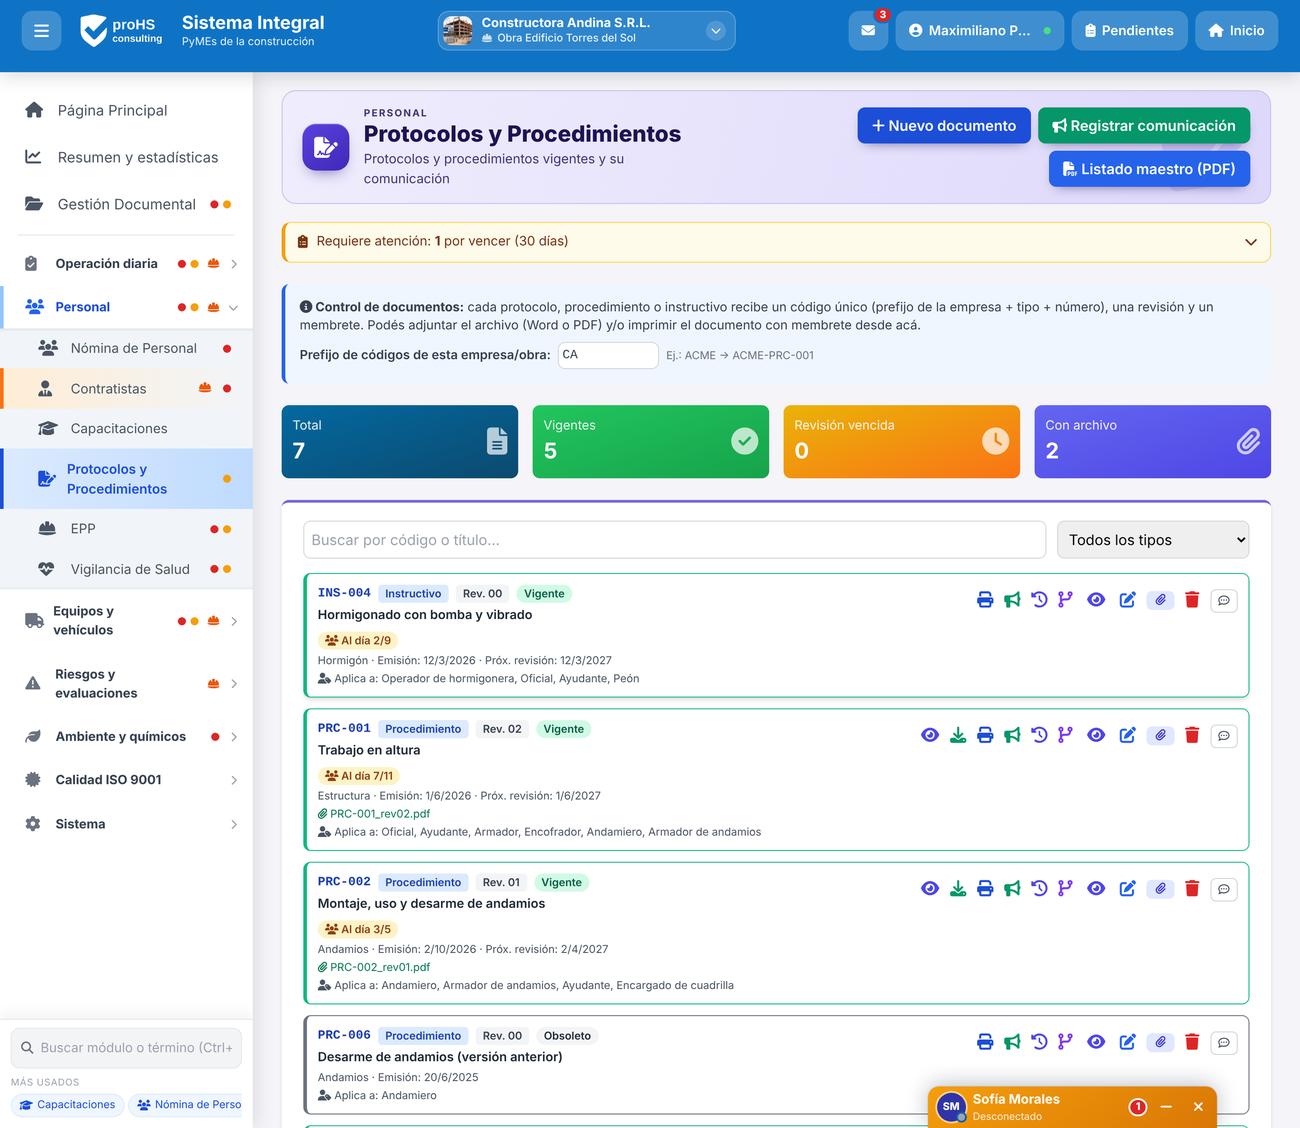 proHS
consulting
Sistema Integral
PyMEs de la construcción
Constructora Andina S.R.L.
Obra Edificio Torres del Sol
3
Maximiliano P...
Pendientes
Inicio
Página Principal
Resumen y estadísticas
Gestión Documental
Operación diaria
Personal
Nómina de Personal
Contratistas
Capacitaciones
Protocolos y
Procedimientos
EPP
Vigilancia de Salud
Equipos y
vehículos
Riesgos y
evaluaciones
Ambiente y químicos
Calidad ISO 9001
Sistema
Buscar módulo o término (Ctrl+
MÁS USADOS
Capacitaciones
Nómina de Perso
PERSONAL
Protocolos y Procedimientos
Protocolos y procedimientos vigentes y su
comunicación
Nuevo documento
Registrar comunicación
Listado maestro (PDF)
Requiere atención: 1 por vencer (30 días)
Control de documentos: cada protocolo, procedimiento o instructivo recibe un código único (prefijo de la empresa + tipo + número), una revisión y un
membrete. Podés adjuntar el archivo (Word o PDF) y/o imprimir el documento con membrete desde acá.
Prefijo de códigos de esta empresa/obra: CA Ej.: ACME → ACME-PRC-001
Total
7
Vigentes
5
Revisión vencida
0
Con archivo
2
Buscar por código o título...
Todos los tipos
INS-004 Instructivo Rev. 00 Vigente
Hormigonado con bomba y vibrado
Al día 2/9
Hormigón · Emisión: 12/3/2026 · Próx. revisión: 12/3/2027
Aplica a: Operador de hormigonera, Oficial, Ayudante, Peón
PRC-001 Procedimiento Rev. 02 Vigente
Trabajo en altura
Al día 7/11
Estructura · Emisión: 1/6/2026 · Próx. revisión: 1/6/2027
PRC-001_rev02.pdf
Aplica a: Oficial, Ayudante, Armador, Encofrador, Andamiero, Armador de andamios
PRC-002 Procedimiento Rev. 01 Vigente
Montaje, uso y desarme de andamios
Al día 3/5
Andamios · Emisión: 2/10/2026 · Próx. revisión: 2/4/2027
PRC-002_rev01.pdf
Aplica a: Andamiero, Armador de andamios, Ayudante, Encargado de cuadrilla
PRC-006 Procedimiento Rev. 00 Obsoleto
Desarme de andamios (versión anterior)
Andamios · Emisión: 20/6/2025
Aplica a: Andamiero
SM
Sofía Morales
Desconectado
1